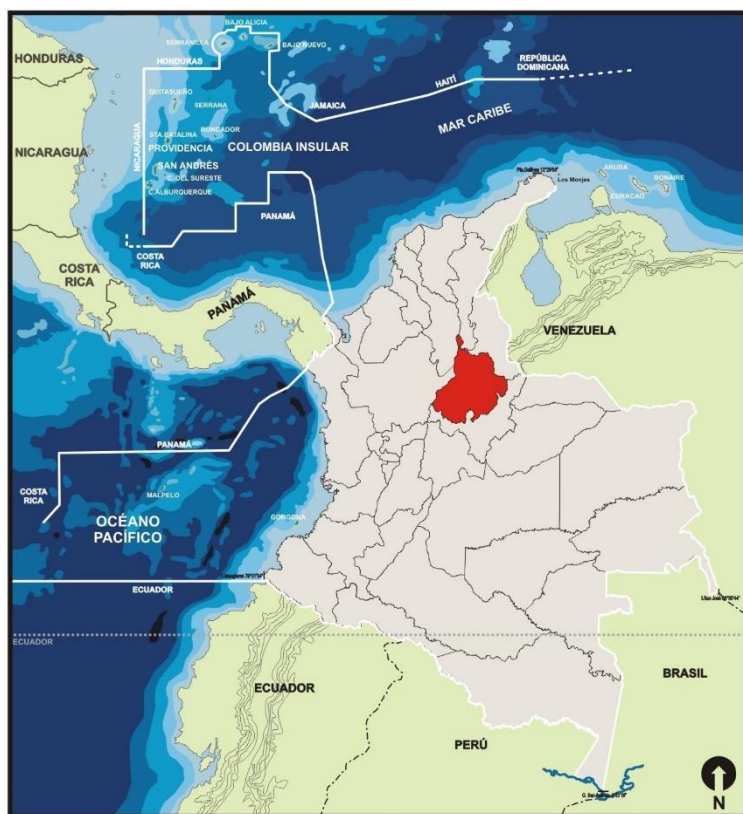 BAJO ALICIA
SERRANILLA
BAJO NUEVO
HONDURAS
HONDURAS
REPÚBLICA
DOMINICANA
HAITÍ
QUITASUEÑO
SERRANA
JAMAICA
MAR CARIBE
NICARAGUA
NICARAGUA
STA.CATALINA
RONCADOR
PROVIDENCIA
COLOMBIA INSULAR
SAN ANDRÉS
C. DEL SURESTE
C.ALBURQUERQUE
Los Monjes
ARUBA
CURACAO
BONAIRE
PANAMÁ
COSTA
RICA
COSTA
RICA
PANAMÁ
VENEZUELA
PANAMÁ
COSTA
RICA
MALPELO
OCÉANO
PACÍFICO
GORGONA
ECUADOR
ECUADOR
ECUADOR
BRASIL
PERÚ
N